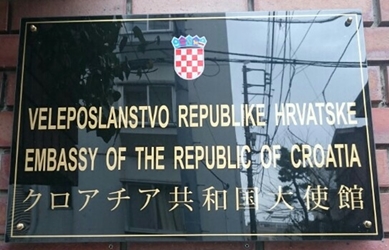 VELEPOSLANSTVO REPUBLIKE HRVATSKE
EMBASSY OF THE REPUBLIC OF CROATIA
クロアチア共和国大使館